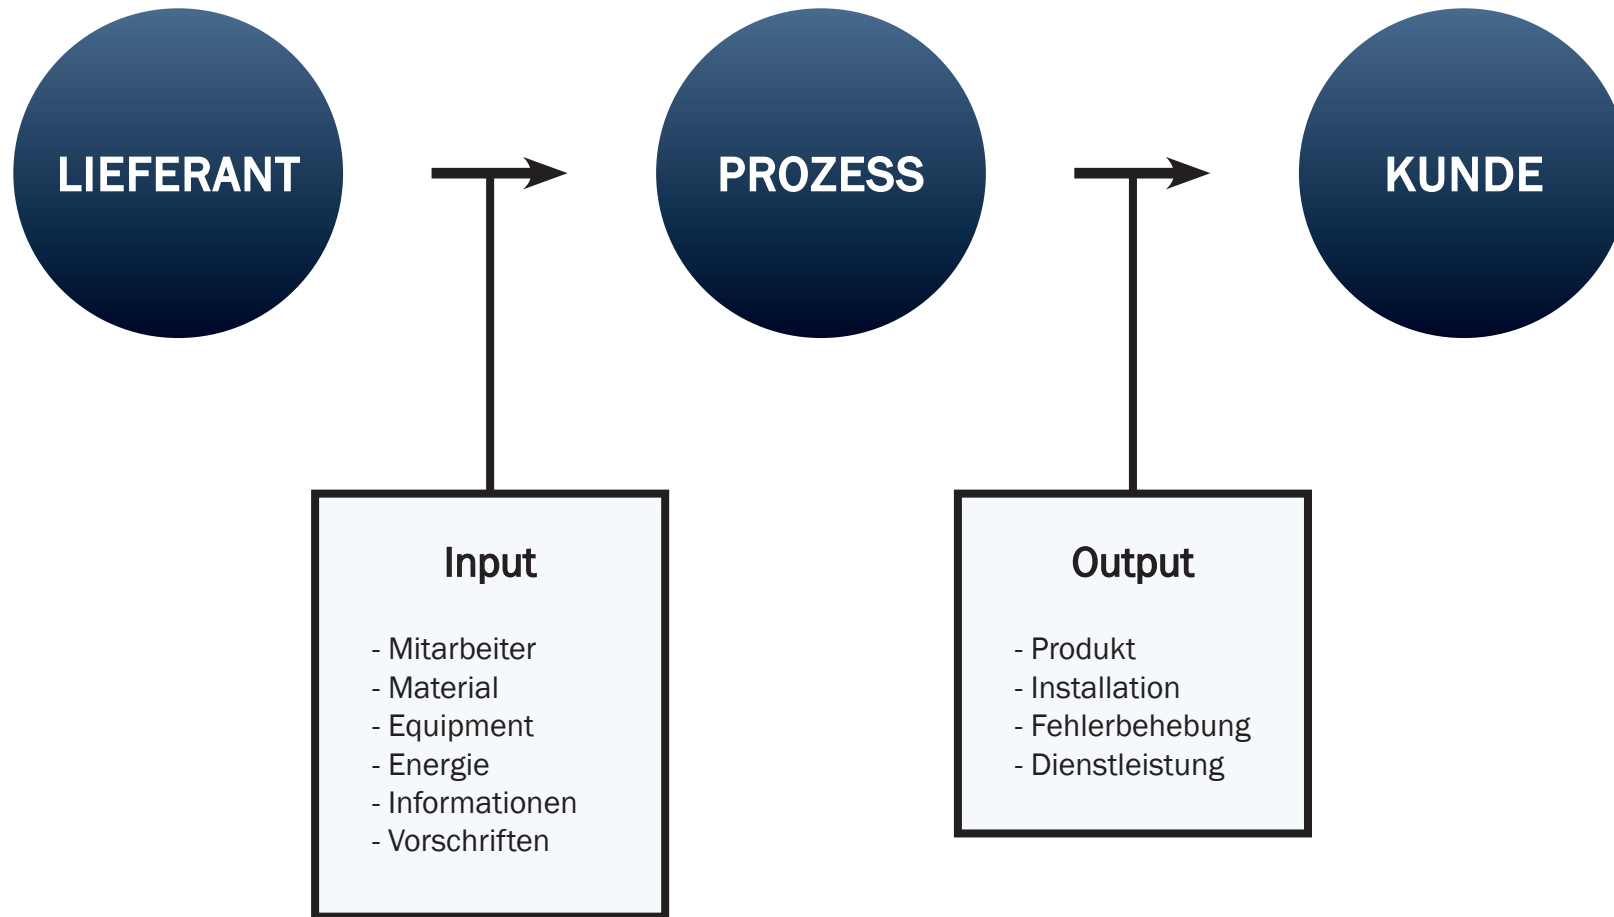 LIEFERANT
PROZESS
KUNDE
Input
- Mitarbeiter
- Material
- Equipment
- Energie
- Informationen
- Vorschriften
Output
- Produkt
- Installation
- Fehlerbehebung
- Dienstleistung